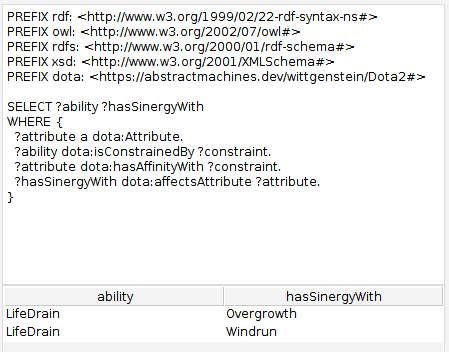 PREFIX rdf: <http://www.w3.org/1999/02/22-rdf-syntax-ns#>
PREFIX owl: <http://www.w3.org/2002/07/owl#>
PREFIX rdfs: <http://www.w3.org/2000/01/rdf-schema#>
PREFIX xsd: <http://www.w3.org/2001/XMLSchema#>
PREFIX dota: <https://abstractmachines.dev/wittgenstein/Dota2#>

SELECT ?ability ?hasSinergyWith
WHERE {
  ?attribute a dota:Attribute.
  ?ability dota:isConstrainedBy ?constraint.
  ?attribute dota:hasAffinityWith ?constraint.
  ?hasSinergyWith dota:affectsAttribute ?attribute.
}
ability hasSinergyWith
LifeDrain Overgrowth
LifeDrain Windrun